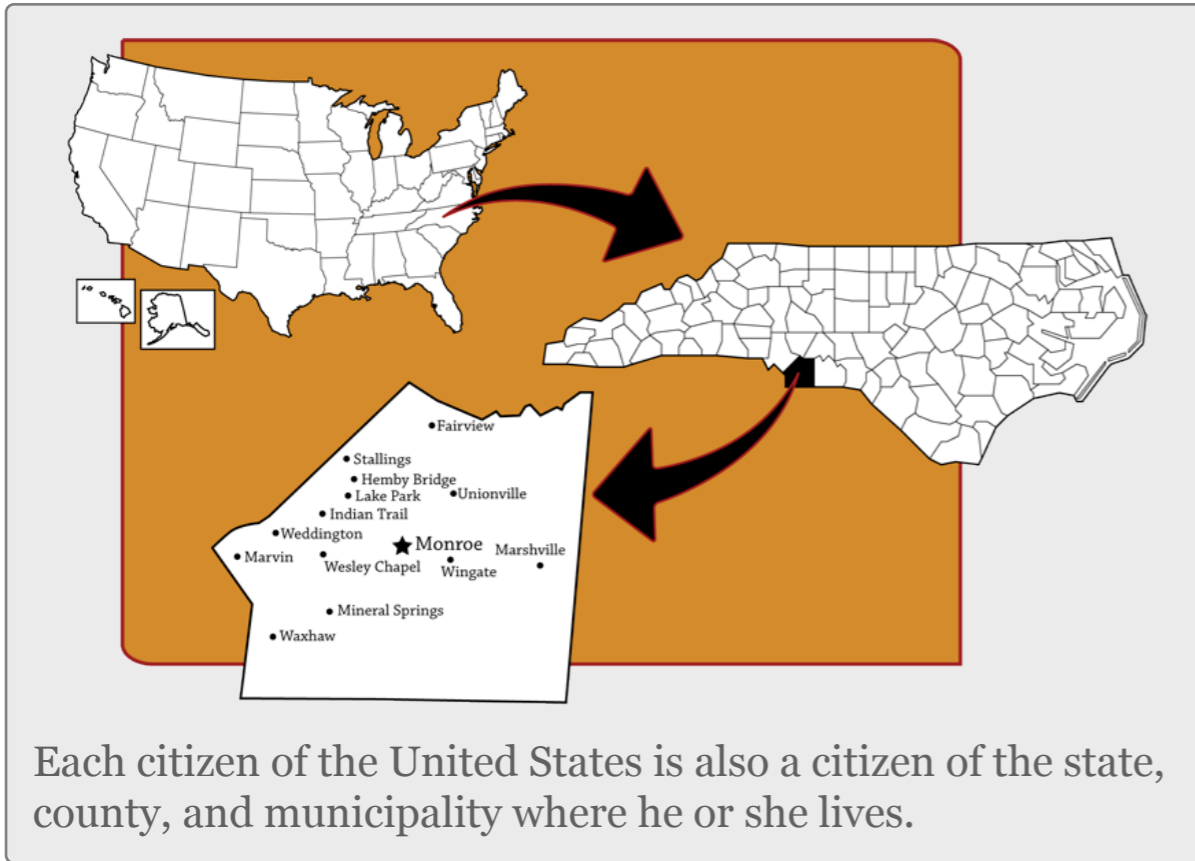 Fairview
Stallings
Hemby Bridge
Lake Park
Unionville
Indian Trail
Weddington
Monroe
Marshville
Marvin
Wesley Chapel
Wingate
Mineral Springs
Waxhaw
Each citizen of the United States is also a citizen of the state,
county, and municipality where he or she lives.